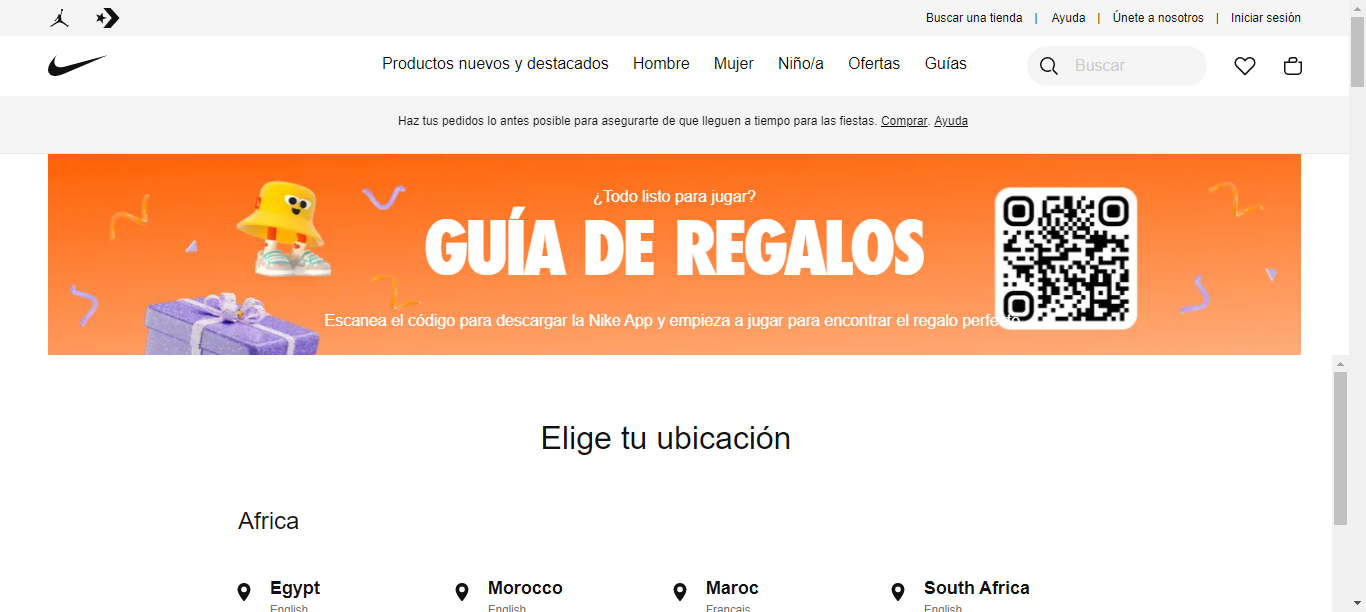 Buscar una tienda | Ayuda | Únete a nosotros | Iniciar sesión
Productos nuevos y destacados Hombre Mujer Niño/a Ofertas Guías Buscar
Haz tus pedidos lo antes posible para asegurarte de que lleguen a tiempo para las fiestas. Comprar. Ayuda
¿Todo listo para jugar?
GUÍA DE REGALOS
Escanea el código para descargar la Nike App y empieza a jugar para encontrar el regalo perfecto
Elige tu ubicación
Africa
Egypt Morocco Maroc South Africa
English English Français English